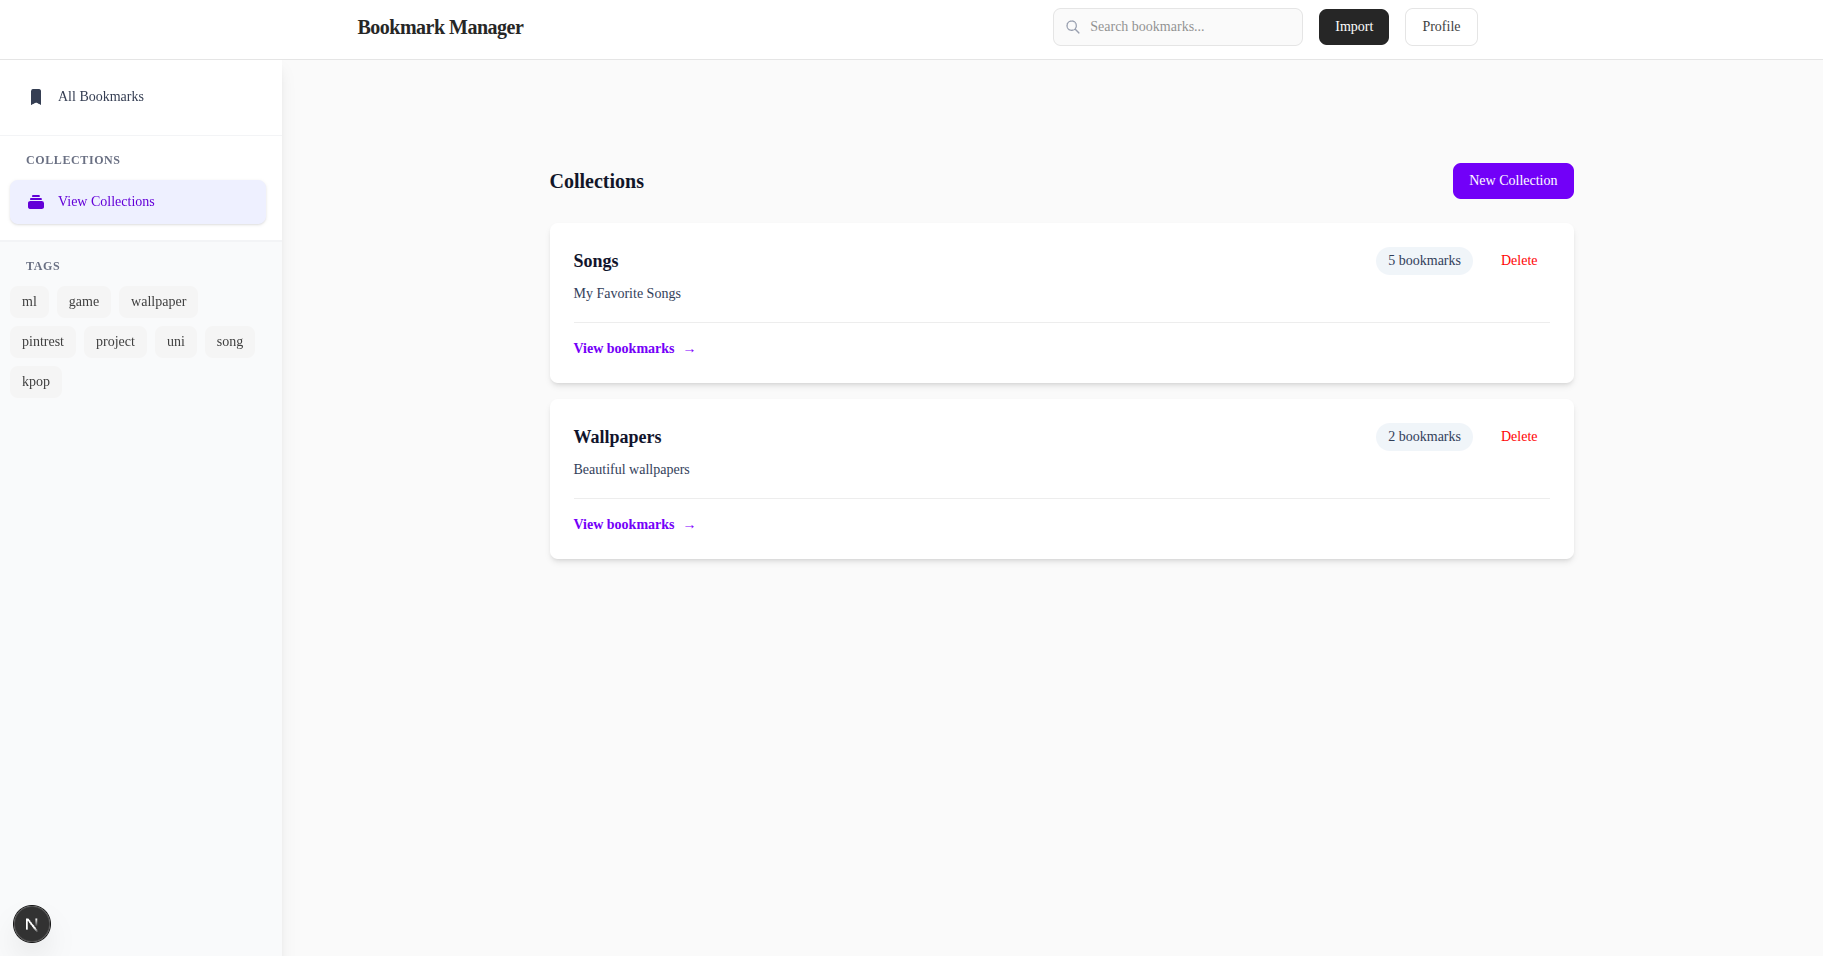 Bookmark Manager
Search bookmarks...
Import
Profile
All Bookmarks
COLLECTIONS
View Collections
TAGS
ml game wallpaper
pintrest project uni song
kpop
Collections
New Collection
Songs
5 bookmarks
Delete
My Favorite Songs
View bookmarks →
Wallpapers
2 bookmarks
Delete
Beautiful wallpapers
View bookmarks →
N